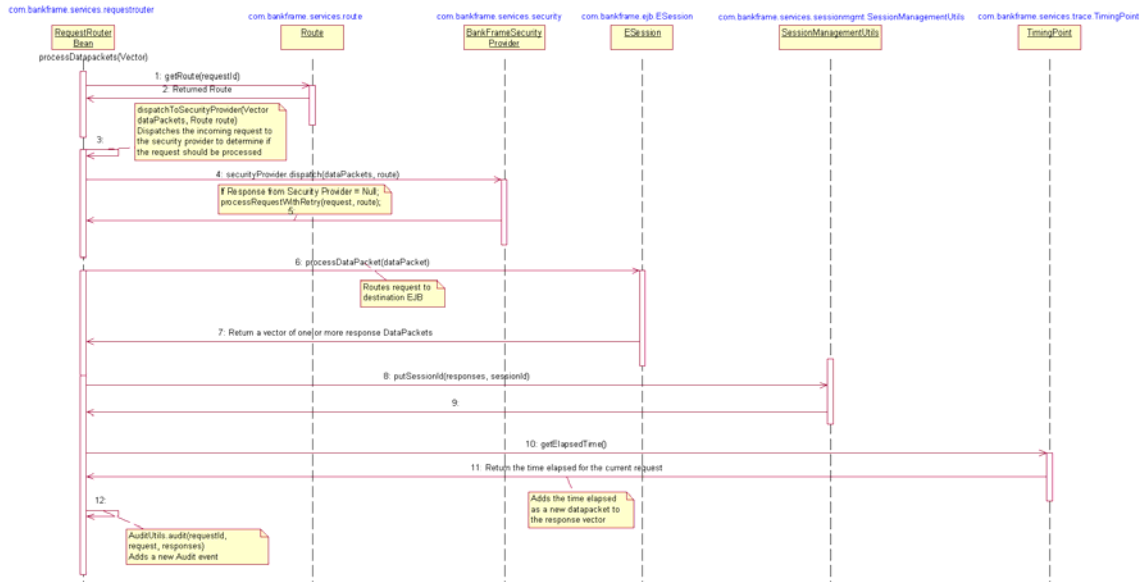 com.bankframe.services.requestrouter
com.bankframe.services.route
com.bankframe.services.security
com.bankframe.ejb.ESession
com.bankframe.services.sessionmgmt.SessionManagementUtils
com.bankframe.services.trace.TimingPoint
RequestRouter
Bean
Route
BankFrameSecurity
Provider
ESession
SessionManagementUtils
TimingPoint
processDatapackets(Vector)
1: getRoute(requestId)
2: Returned Route
dispatchToSecurityProvider(Vector
dataPackets, Route route)
Dispatches the incoming request to
the security provider to determine if
the request should be processed
3:
4: securityProvider.dispatch(dataPackets, route)
If Response from Security Provider = Null;
processRequestWithRetry(request, route);
5:
6: processDataPacket(dataPacket)
Routes request to
destination EJB
7: Return a vector of one or more response DataPackets
8: putSessionId(responses, sessionId)
9:
10: getElapsedTime()
11: Return the time elapsed for the current request
Adds the time elapsed
as a new datapacket to
the response vector
12:
AuditUtils.audit(requestId,
request, responses)
Adds a new Audit event